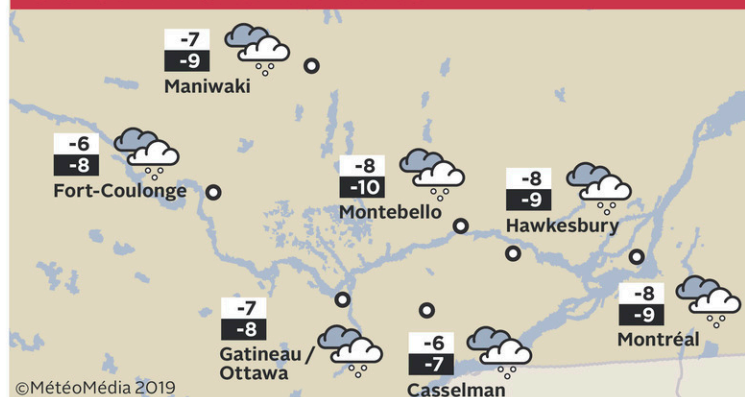 -7
-9
Maniwaki
-6
-8
Fort-Coulonge
-8
-10
Montebello
-8
-9
Hawkesbury
-7
-8
Gatineau /
Ottawa
-6
-7
Casselman
-8
-9
Montréal
©MétéoMédia 2019